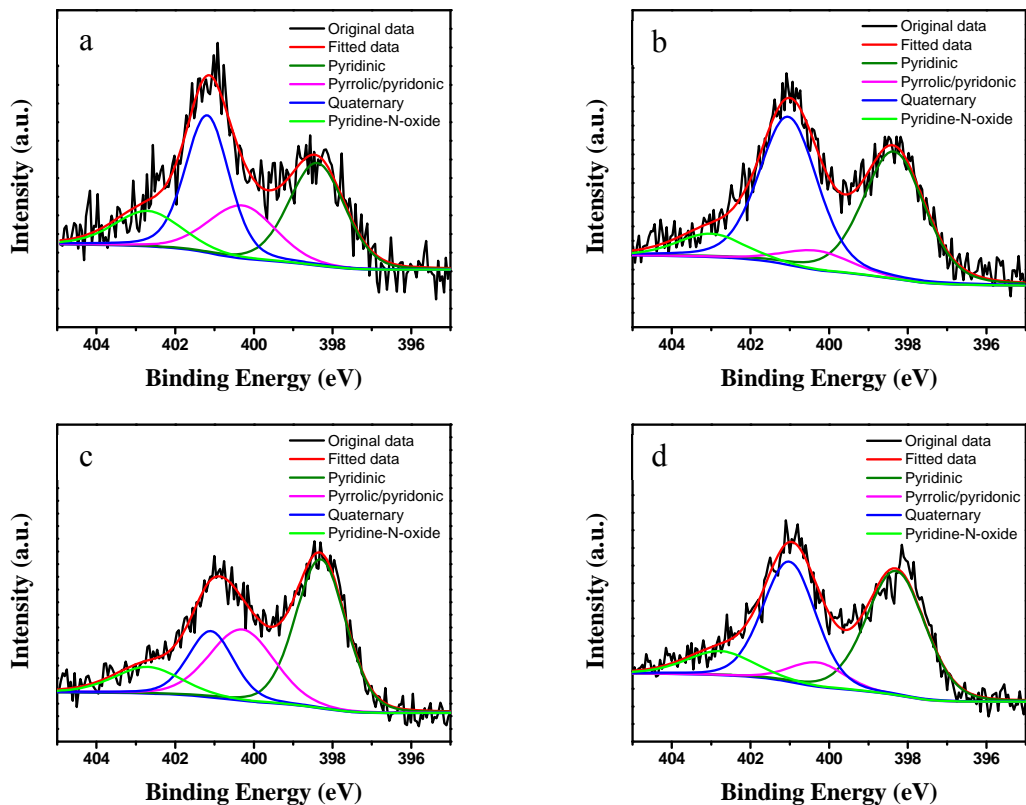 a
Original data
Fitted data
Pyridinic
Pyrrolic/pyridonic
Quaternary
Pyridine-N-oxide
Intensity (a.u.)
404 402 400 398 396
Binding Energy (eV)
b
Original data
Fitted data
Pyridinic
Pyrrolic/pyridonic
Quaternary
Pyridine-N-oxide
Intensity (a.u.)
404 402 400 398 396
Binding Energy (eV)
c
Original data
Fitted data
Pyridinic
Pyrrolic/pyridonic
Quaternary
Pyridine-N-oxide
Intensity (a.u.)
404 402 400 398 396
Binding Energy (eV)
d
Original data
Fitted data
Pyridinic
Pyrrolic/pyridonic
Quaternary
Pyridine-N-oxide
Intensity (a.u.)
404 402 400 398 396
Binding Energy (eV)